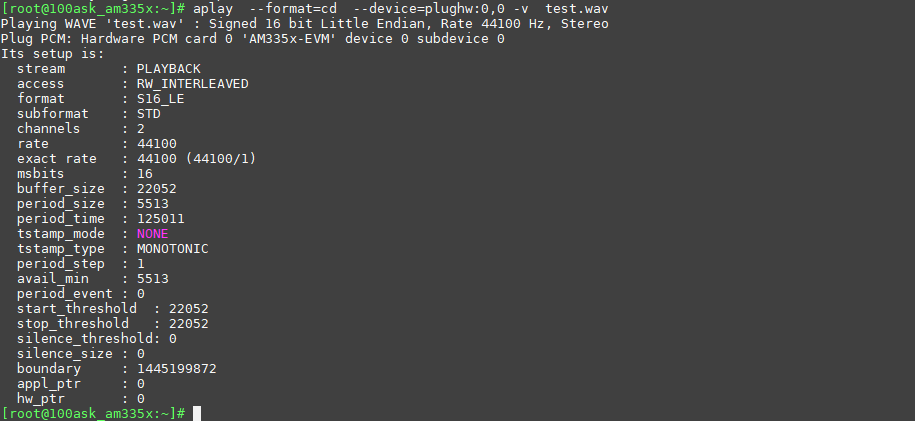 [root@100ask_am335x:~]# aplay  --format=cd  --device=plughw:0,0 -v  test.wav
Playing WAVE 'test.wav' : Signed 16 bit Little Endian, Rate 44100 Hz, Stereo
Plug PCM: Hardware PCM card 0 'AM335x-EVM' device 0 subdevice 0
Its setup is:
  stream       : PLAYBACK
  access       : RW_INTERLEAVED
  format       : S16_LE
  subformat    : STD
  channels     : 2
  rate         : 44100
  exact rate   : 44100 (44100/1)
  msbits       : 16
  buffer_size  : 22052
  period_size  : 5513
  period_time  : 125011
  tstamp_mode  : NONE
  tstamp_type  : MONOTONIC
  period_step  : 1
  avail_min    : 5513
  period_event : 0
  start_threshold  : 22052
  stop_threshold   : 22052
  silence_threshold: 0
  silence_size : 0
  boundary     : 1445199872
  appl_ptr     : 0
  hw_ptr       : 0
[root@100ask_am335x:~]#